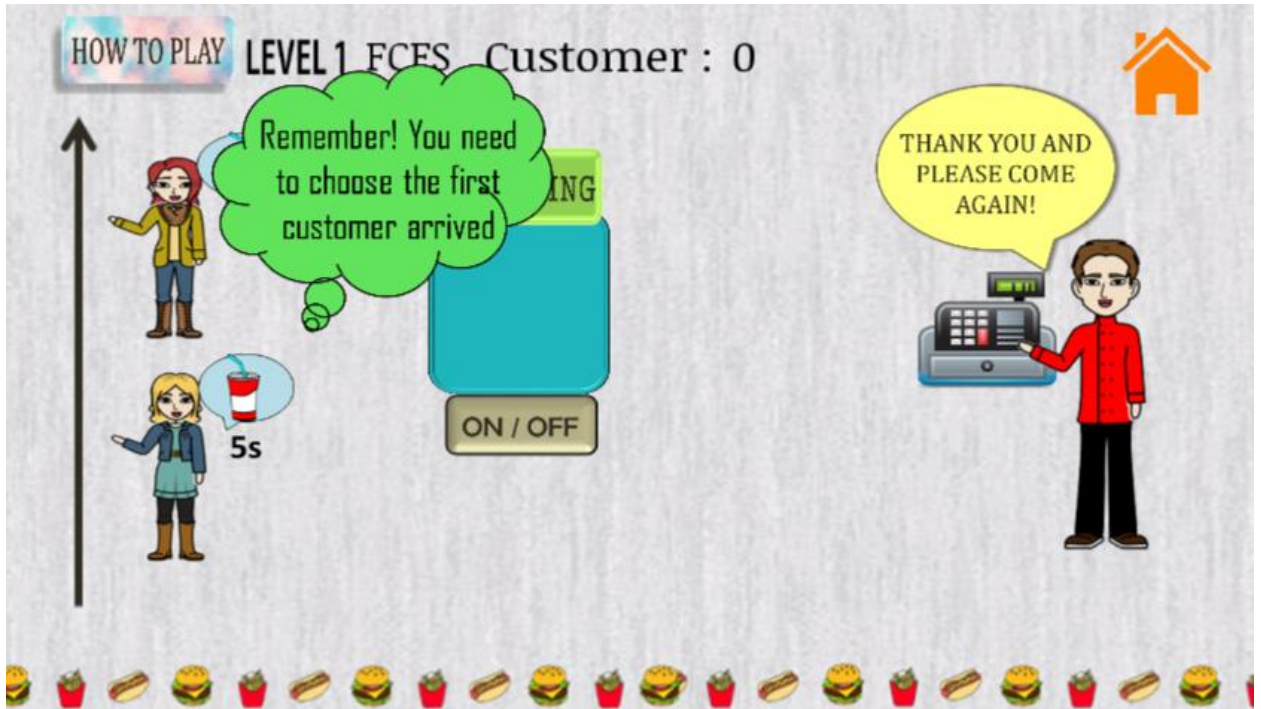 HOW TO PLAY LEVEL 1 FCFS Customer : 0
Remember! You need
to choose the first
customer arrived
ING
THANK YOU AND
PLEASE COME
AGAIN!
5s
ON / OFF